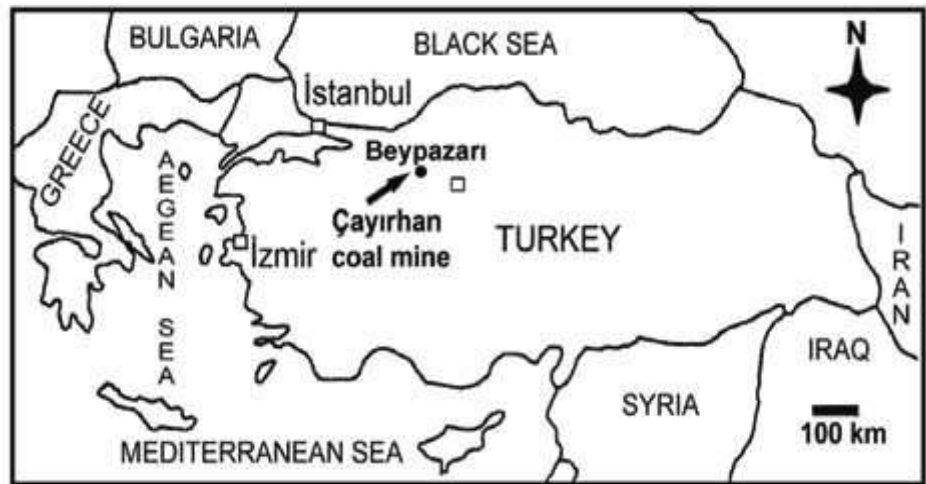 BULGARIA
BLACK SEA
N
İstanbul
GREECE
Beypazarı
AEGEAN SEA
Çayırhan
coal mine
TURKEY
İzmir
IRAN
IRAQ
SYRIA
100 km
MEDITERRANEAN SEA